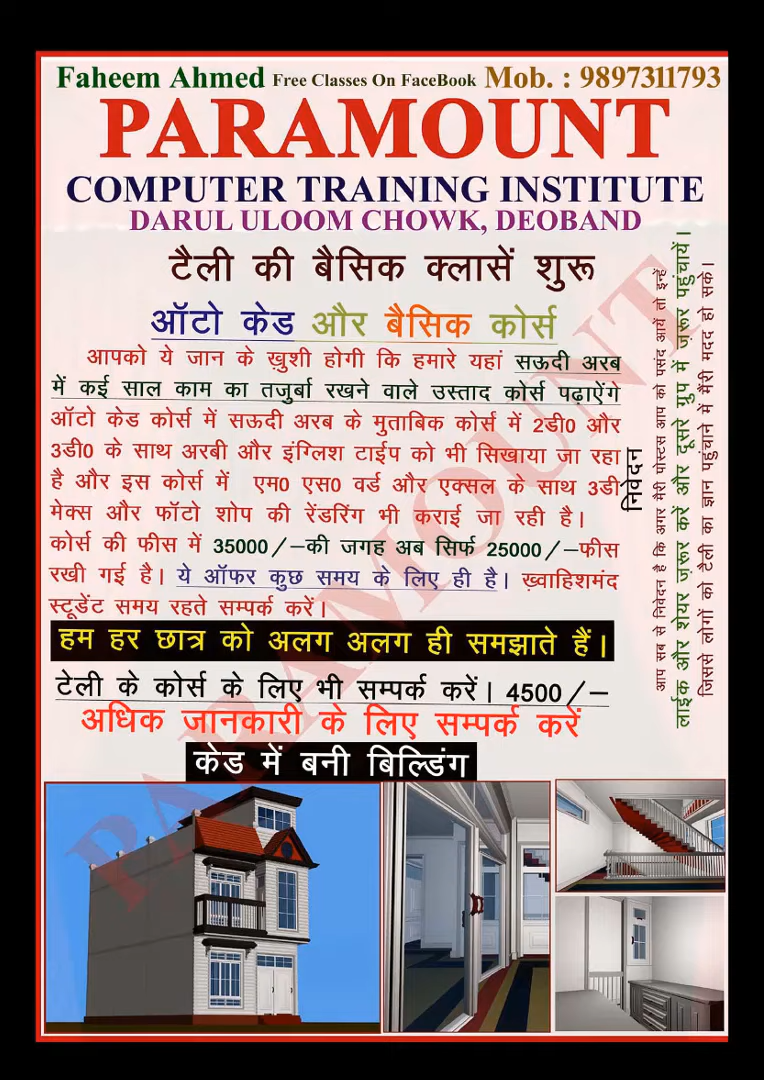 Faheem Ahmed Free Classes On FaceBook Mob. : 9897311793
PARAMOUNT
COMPUTER TRAINING INSTITUTE
DARUL ULOOM CHOWK, DEOBAND
टैली की बैसिक क्लासें शुरू
ऑटो केड और बैसिक कोर्स
आपको ये जान के ख़ुशी होगी कि हमारे यहां सऊदी अरब
में कई साल काम का तजुर्बा रखने वाले उस्ताद कोर्स पढ़ाऐंगे
ऑटो केड कोर्स में सऊदी अरब के मुताबिक कोर्स में 2डी0 और
3डी0 के साथ अरबी और इंग्लिश टाईप को भी सिखाया जा रहा
है और इस कोर्स में एम0 एस0 वर्ड और एक्सल के साथ 3डी
मेक्स और फॉटो शोप की रेंडरिंग भी कराई जा रही है।
कोर्स की फीस में 35000/–की जगह अब सिर्फ 25000/–फीस
रखी गई है। ये ऑफर कुछ समय के लिए ही है। ख़्वाहिशमंद
स्टूडेंट समय रहते सम्पर्क करें।
हम हर छात्र को अलग अलग ही समझाते हैं।
टेली के कोर्स के लिए भी सम्पर्क करें। 4500/–
अधिक जानकारी के लिए सम्पर्क करें
केड में बनी बिल्डिंग
निवेदन
आप सब से निवेदन है कि अगर मैरी पोस्टस आप को पसंद आयें तो इन्हें
लाईक और शेयर ज़रूर करें और दूसरे ग्रुप में ज़रूर पहुंचायें।
जिससे लोगों को टैली का ज्ञान पहुंचाने में मैरी मदद हो सके।
PARAMOUNT